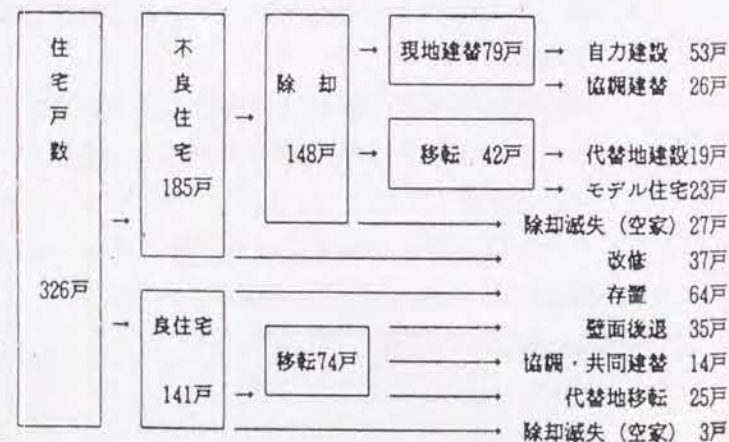 住宅戸数
326戸
→
不良住宅
185戸
→
除却
148戸
→ 現地建替79戸 → 自力建設 53戸
→ 協調建替 26戸
→ 移転 42戸 → 代替地建設19戸
→ モデル住宅23戸
→ 除却滅失(空家) 27戸
→ 改修 37戸
→
良住宅
141戸
→ 存置 64戸
→
移転74戸
→ 壁面後退 35戸
→ 協調・共同建替 14戸
→ 代替地移転 25戸
→ 除却滅失(空家) 3戸